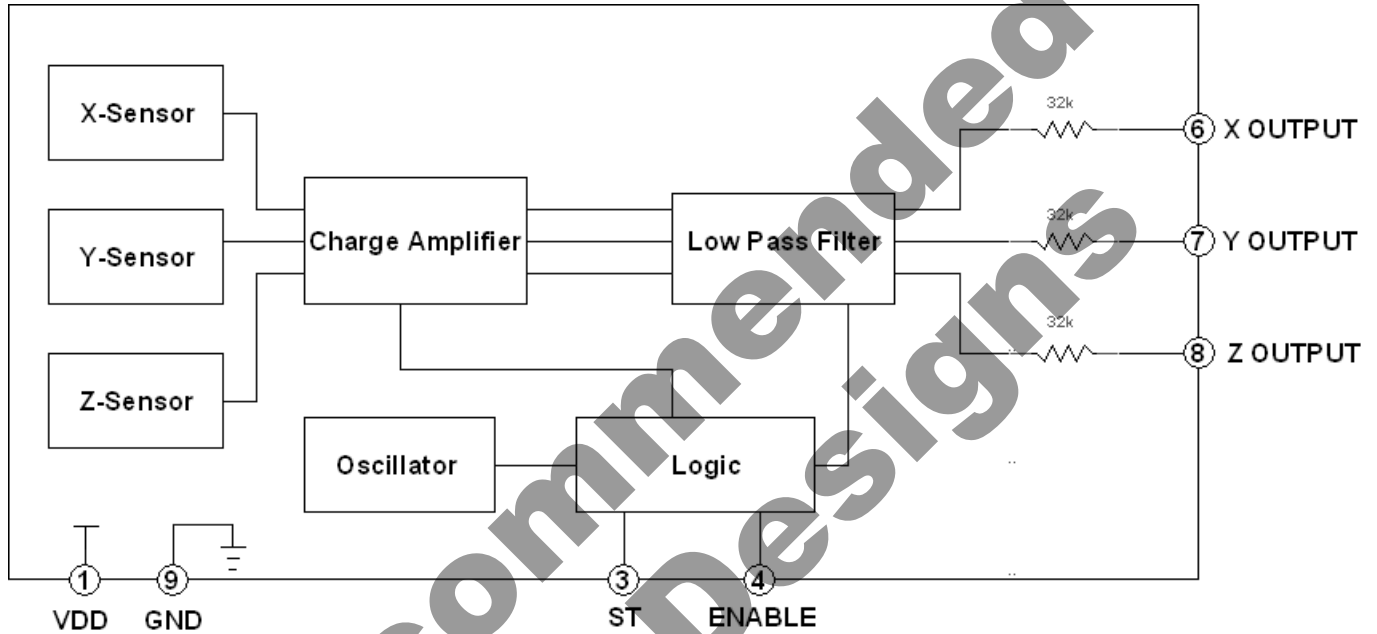 X-Sensor
Y-Sensor
Z-Sensor
Charge Amplifier
Low Pass Filter
Oscillator
Logic
32k
32k
32k
6 X OUTPUT
7 Y OUTPUT
8 Z OUTPUT
1
VDD
9
GND
3
ST
4
ENABLE
ommended
Designs